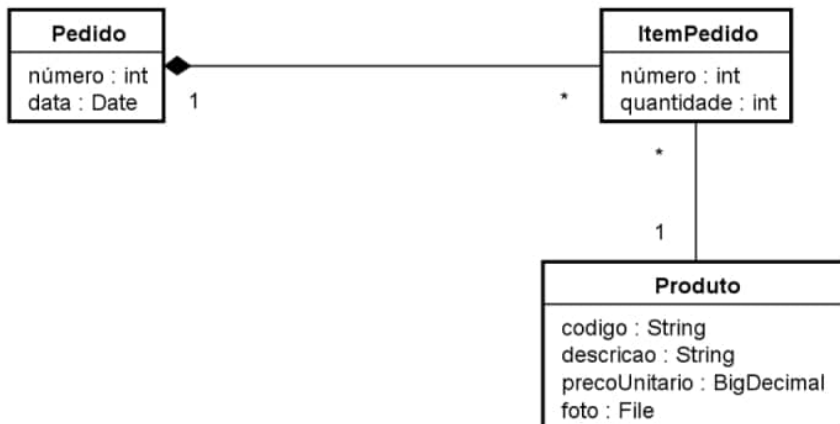 Pedido
número : int
data : Date
1
*
ItemPedido
número : int
quantidade : int
*
1
Produto
codigo : String
descricao : String
precoUnitario : BigDecimal
foto : File